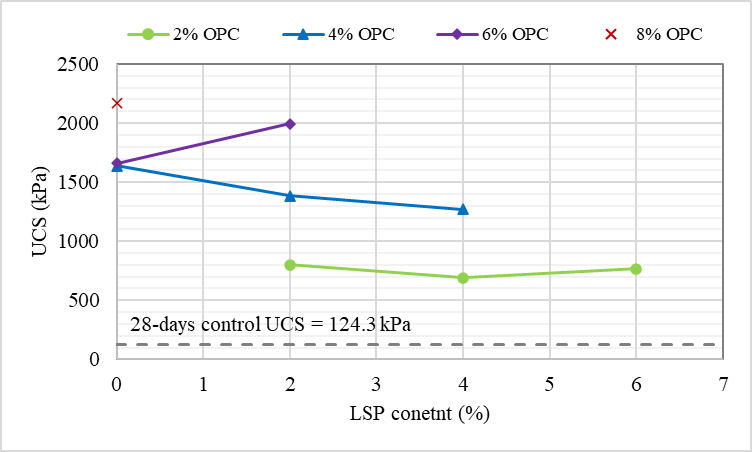 2% OPC 4% OPC 6% OPC 8% OPC
2500
2000
1500
1000
500
0
UCS (kPa)
28-days control UCS = 124.3 kPa
0 1 2 3 4 5 6 7
LSP conetnt (%)